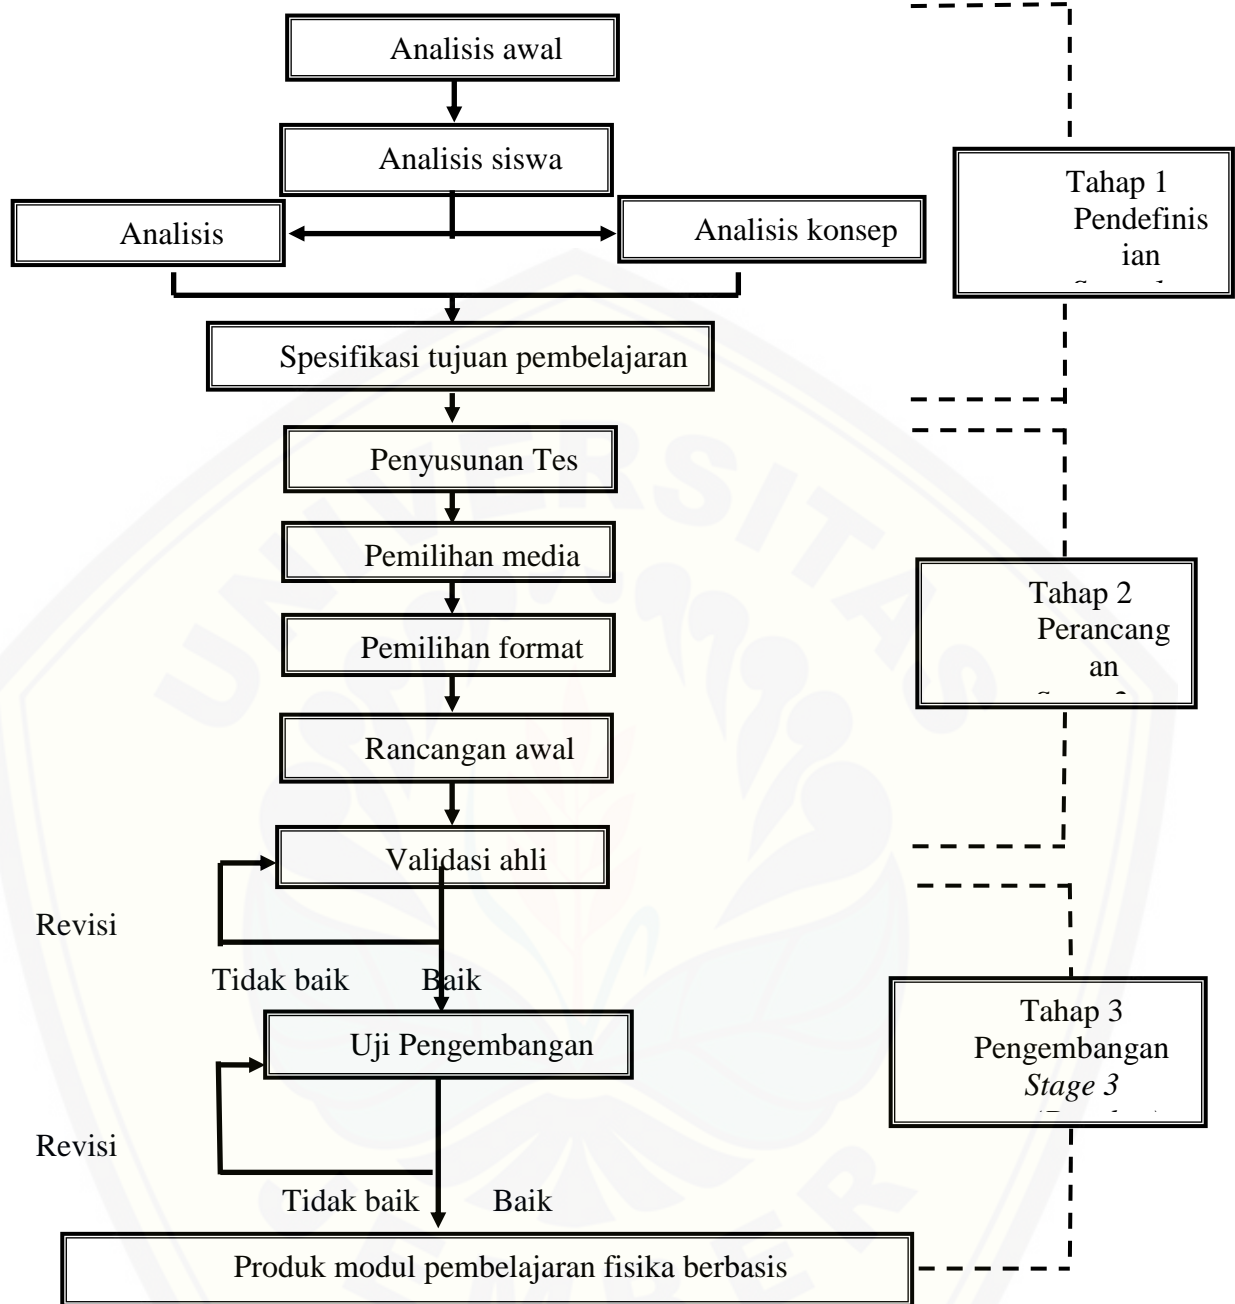 Analisis awal
Analisis siswa
Analisis
Analisis konsep
Spesifikasi tujuan pembelajaran
Penyusunan Tes
Pemilihan media
Pemilihan format
Rancangan awal
Validasi ahli
Revisi
Tidak baik
Baik
Uji Pengembangan
Revisi
Tidak baik
Baik
Produk modul pembelajaran fisika berbasis
Tahap 1
Pendefinis
ian
Tahap 2
Perancang
an
Tahap 3
Pengembangan
Stage 3
UNIVERSITAS